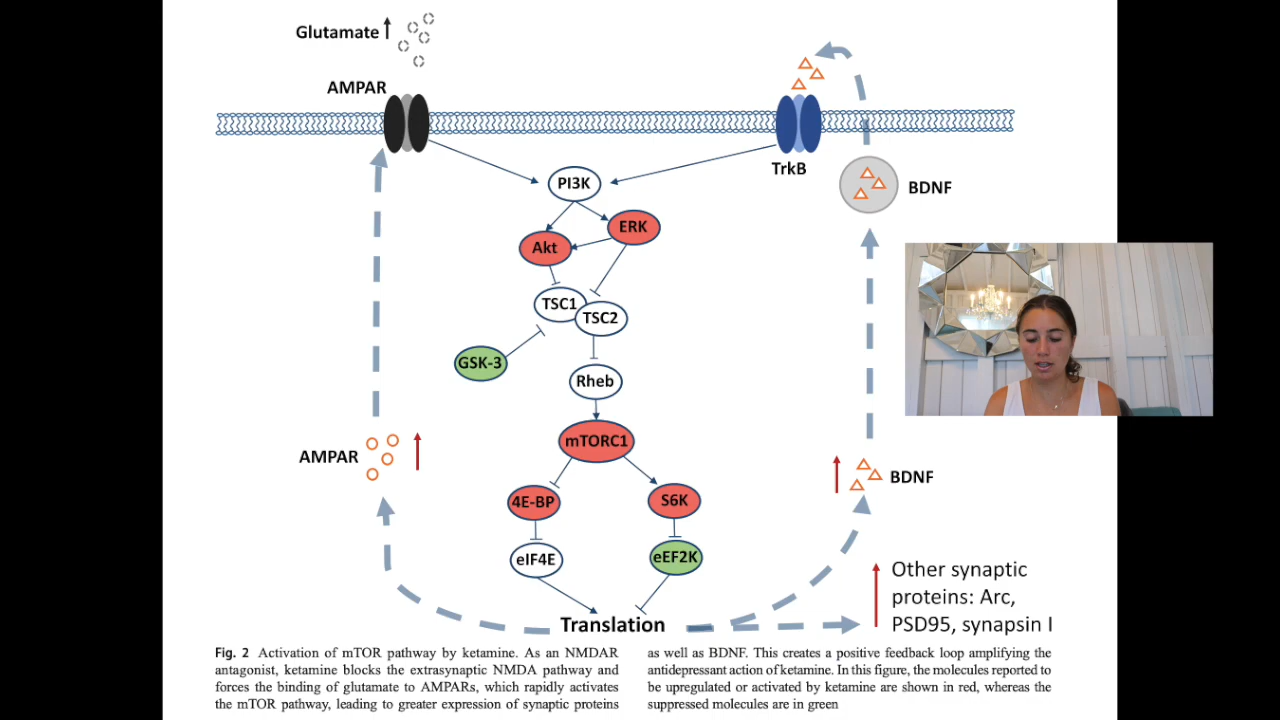 Glutamate
AMPAR
TrkB
PI3K
BDNF
ERK
Akt
TSC1
TSC2
GSK-3
Rheb
mTORC1
AMPAR
BDNF
4E-BP
S6K
eIF4E
eEF2K
Other synaptic
proteins: Arc,
PSD95, synapsin I
Translation
Fig. 2 Activation of mTOR pathway by ketamine. As an NMDAR
antagonist, ketamine blocks the extrasynaptic NMDA pathway and
forces the binding of glutamate to AMPARs, which rapidly activates
the mTOR pathway, leading to greater expression of synaptic proteins
as well as BDNF. This creates a positive feedback loop amplifying the
antidepressant action of ketamine. In this figure, the molecules reported to
be upregulated or activated by ketamine are shown in red, whereas the
suppressed molecules are in green